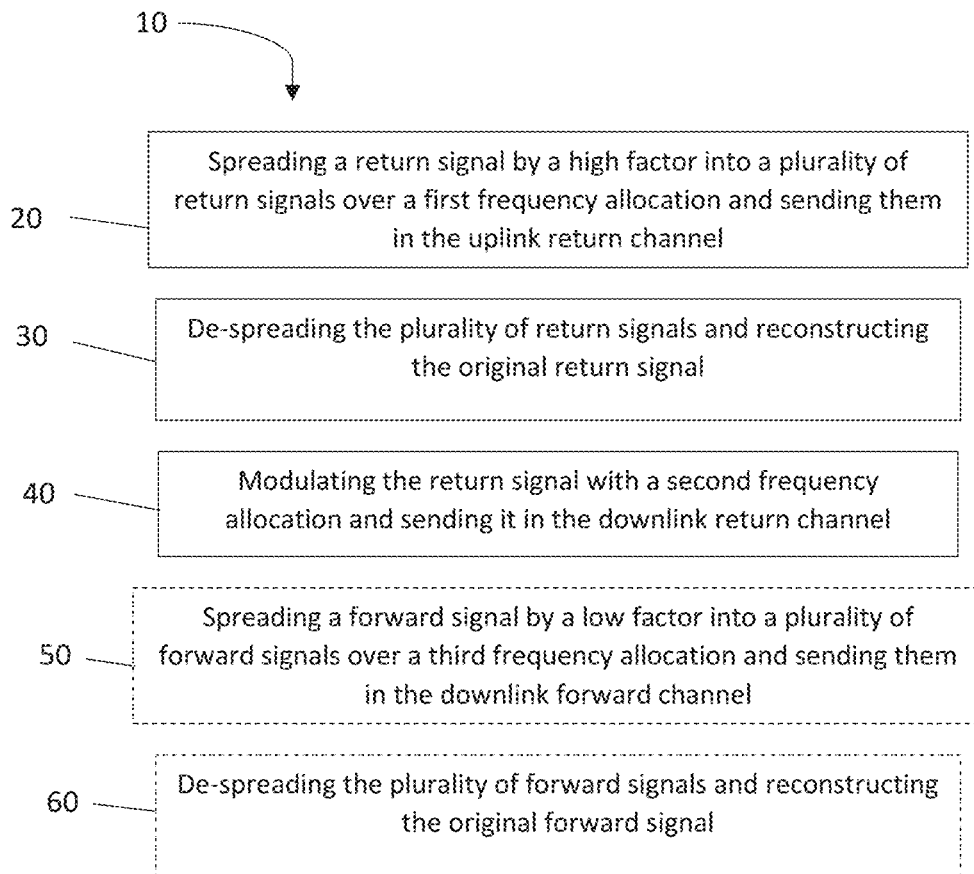 10
Spreading a return signal by a high factor into a plurality of
return signals over a first frequency allocation and sending them
in the uplink return channel
20
De-spreading the plurality of return signals and reconstructing
the original return signal
30
Modulating the return signal with a second frequency
allocation and sending it in the downlink return channel
40
Spreading a forward signal by a low factor into a plurality of
forward signals over a third frequency allocation and sending them
in the downlink forward channel
50
De-spreading the plurality of forward signals and reconstructing
the original forward signal
60